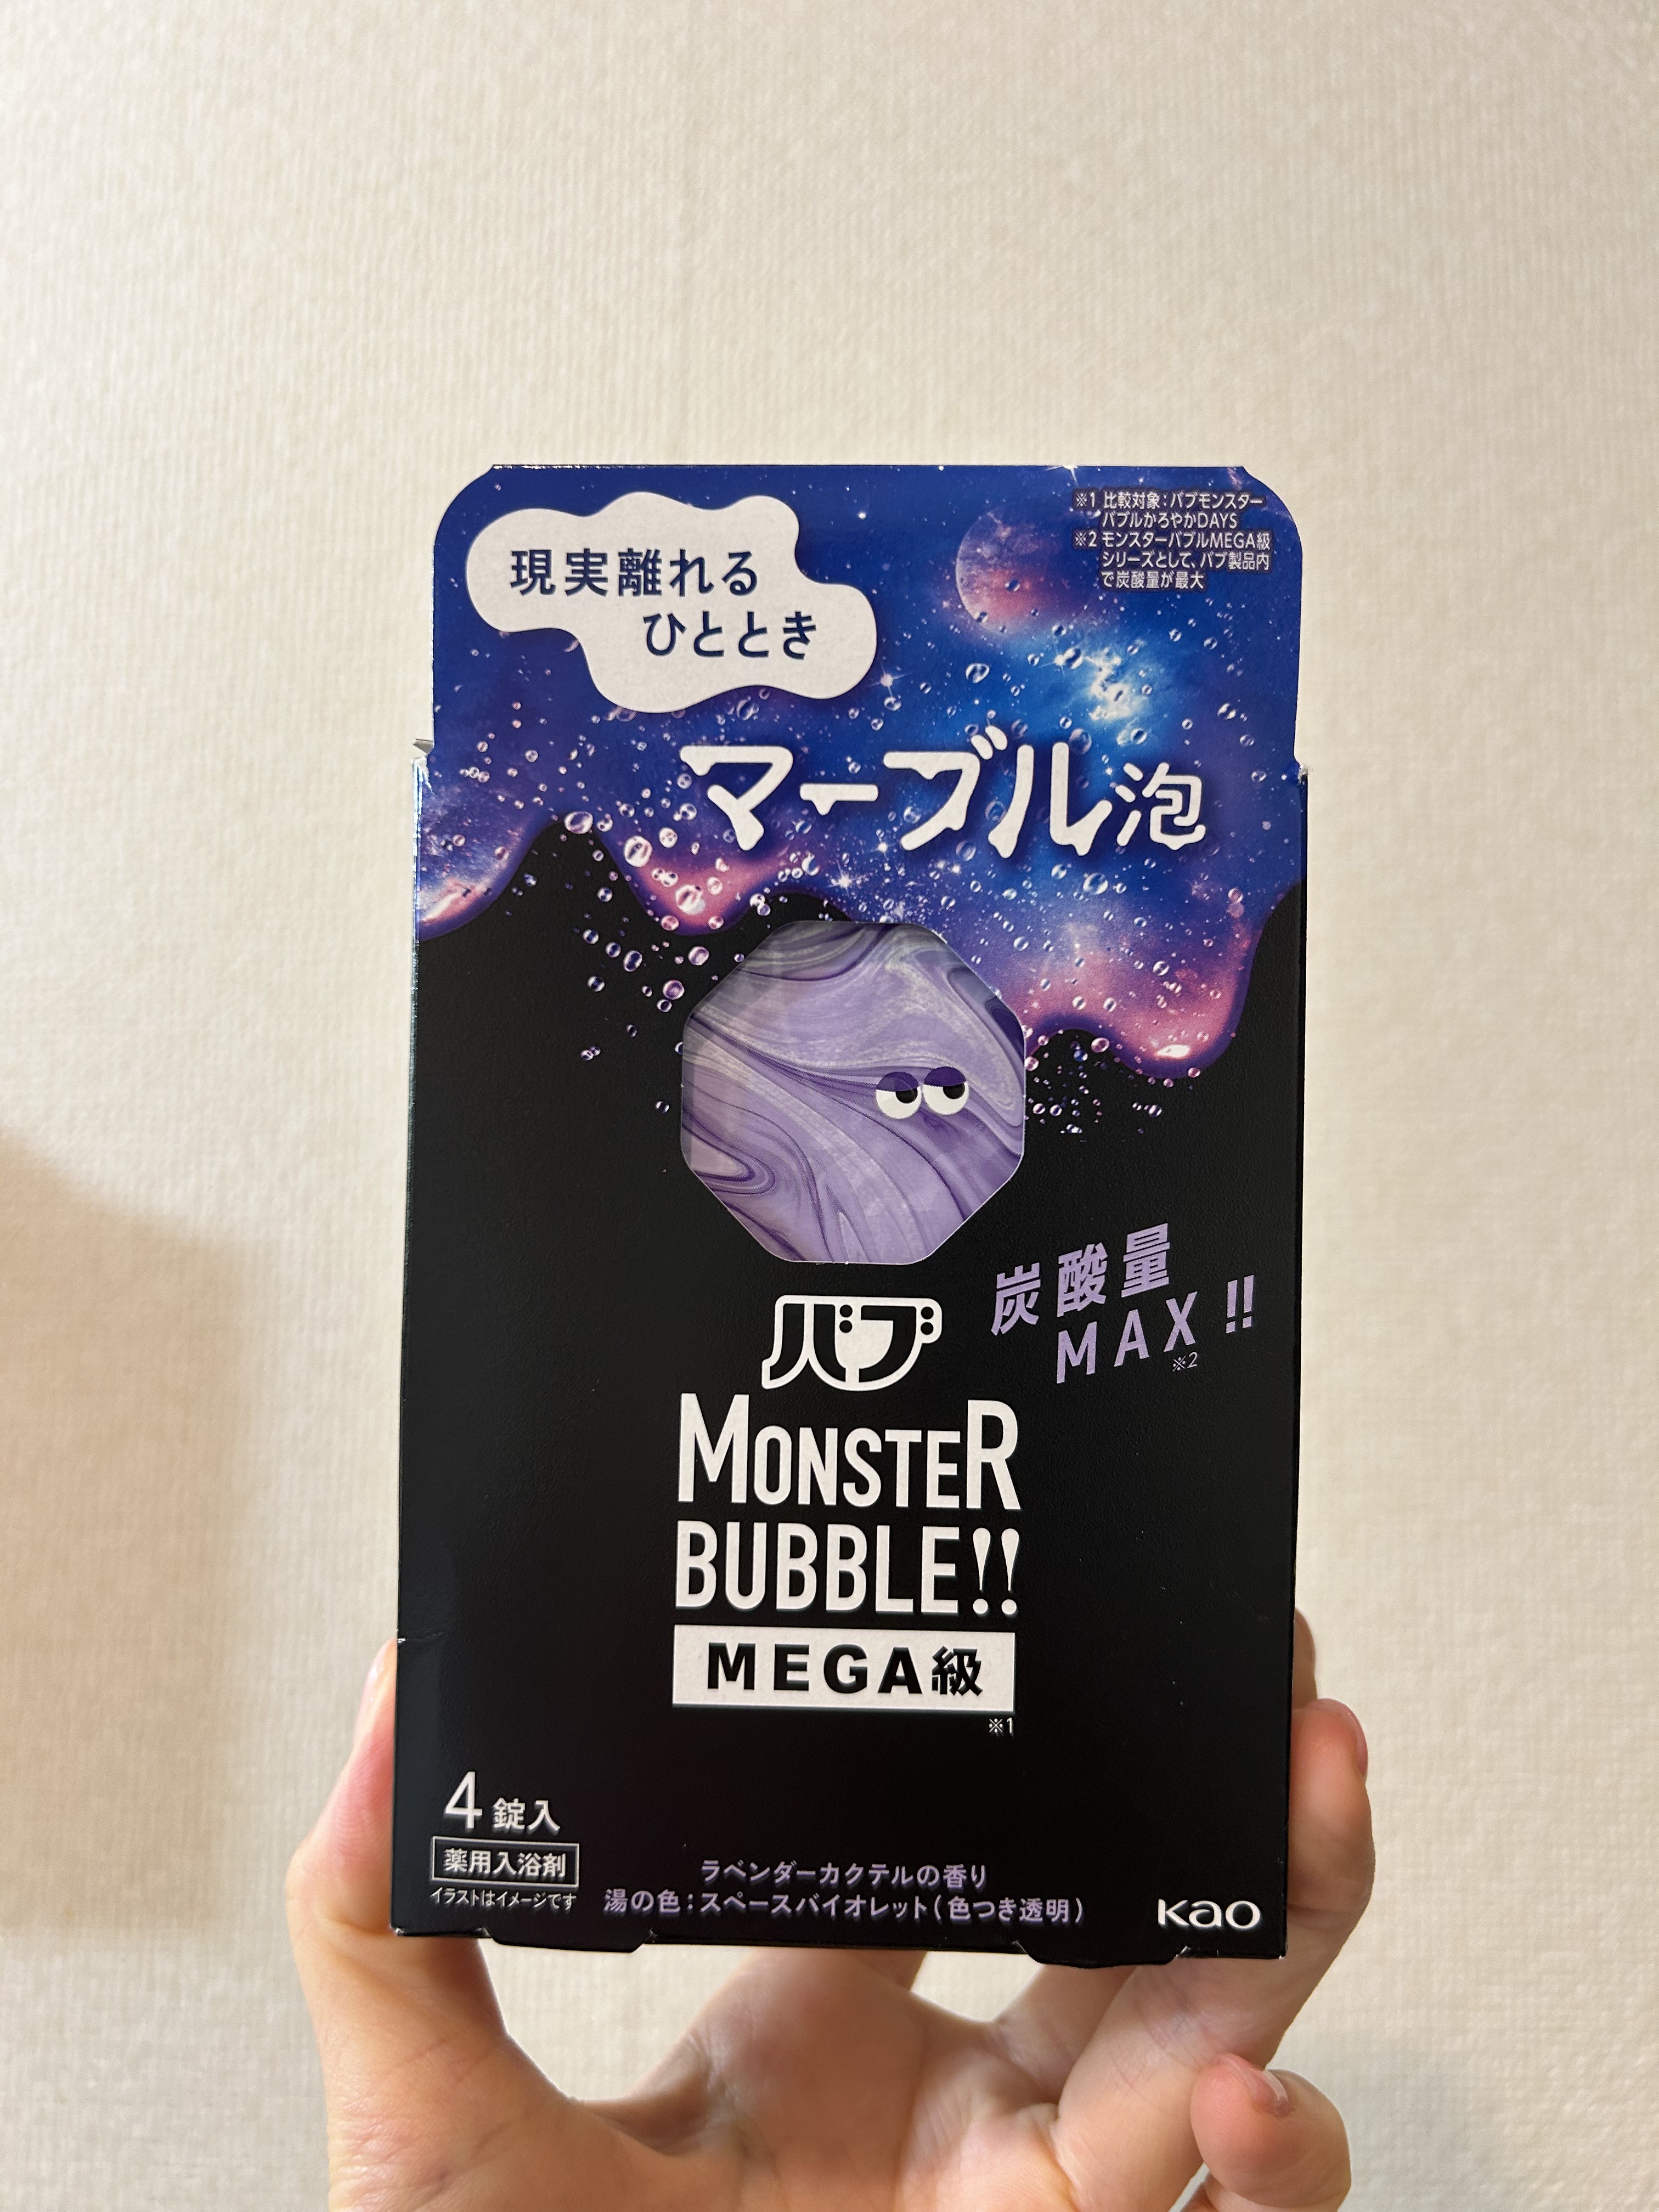 現実離れる
ひととき
※1 比較対象：バブモンスター
バブルかろやかDAYS
※2 モンスターバブルMEGA級
シリーズとして、バブ製品内
で炭酸量が最大
マーブル泡
炭酸量
MAX!!
※2
バブ
MONSTER
BUBBLE!!
MEGA級
※1
4錠入
薬用入浴剤
イラストはイメージです
ラベンダーカクテルの香り
湯の色：スペースバイオレット（色つき透明）
Kao